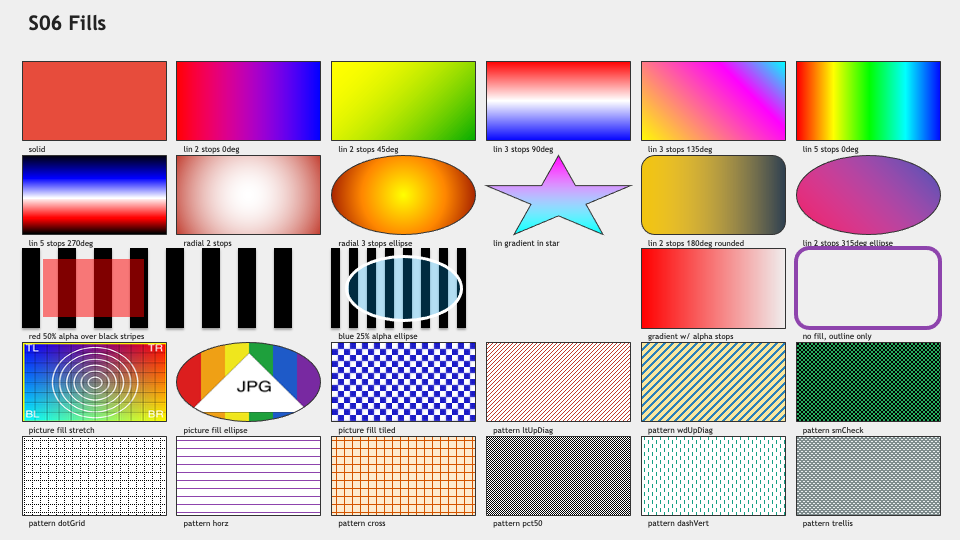 S06 Fills
solid
lin 2 stops 0deg
lin 2 stops 45deg
lin 3 stops 90deg
lin 3 stops 135deg
lin 5 stops 0deg
lin 5 stops 270deg
radial 2 stops
radial 3 stops ellipse
lin gradient in star
lin 2 stops 180deg rounded
lin 2 stops 315deg ellipse
red 50% alpha over black stripes
blue 25% alpha ellipse
gradient w/ alpha stops
no fill, outline only
TL TR
BL BR
JPG
picture fill stretch
picture fill ellipse
picture fill tiled
pattern ltUpDiag
pattern wdUpDiag
pattern smCheck
pattern dotGrid
pattern horz
pattern cross
pattern pct50
pattern dashVert
pattern trellis